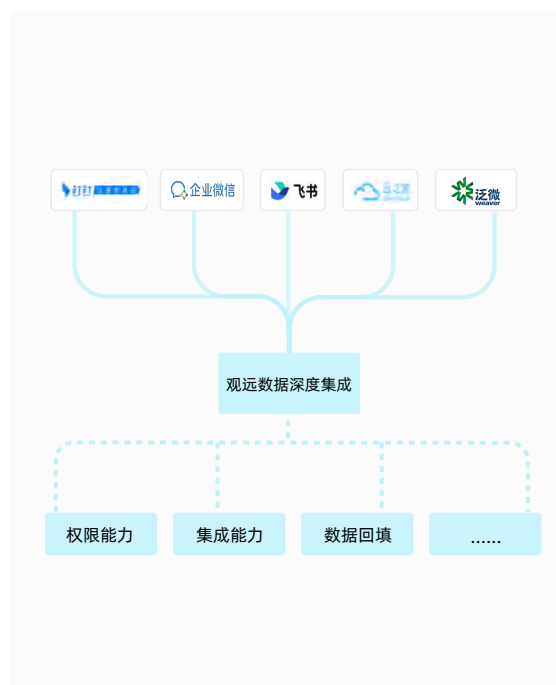 钉钉
企业微信
飞书
泛微
weaver
观远数据深度集成
权限能力
集成能力
数据回填
......